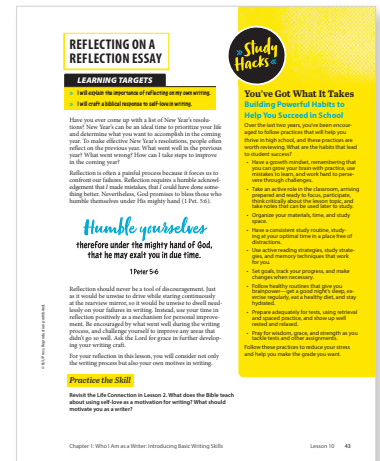 REFLECTING ON A
REFLECTION ESSAY
LEARNING TARGETS
» I will explain the importance of reflecting on my own writing.
» I will craft a biblical response to self-love in writing.
Have you ever come up with a list of New Year's resolu-
tions? New Year's can be an ideal time to prioritize your life
and determine what you want to accomplish in the coming
year. To make effective New Year's resolutions, people often
reflect on the previous year. What went well in the previous
year? What went wrong? How can I take steps to improve
in the coming year?
Reflection is often a painful process because it forces us to
confront our failures. Reflection requires a humble acknowl-
edgement that I made mistakes, that I could have done some-
thing better. Nevertheless, God promises to bless those who
humble themselves under His mighty hand (1 Pet. 5:6).
Humble yourselves
therefore under the mighty hand of God,
that he may exalt you in due time.
1 Peter 5-6
Reflection should never be a tool of discouragement. Just
as it would be unwise to drive while staring continuously
at the rearview mirror, so it would be unwise to dwell need-
lessly on your failures in writing. Instead, use your time in
reflection positively as a mechanism for personal improve-
ment. Be encouraged by what went well during the writing
process, and challenge yourself to improve any areas that
didn't go so well. Ask the Lord for grace in further develop-
ing your writing craft.
For your reflection in this lesson, you will consider not only
the writing process but also your own motives in writing.
Practice the Skill
Revisit the Life Connection in Lesson 2. What does the Bible teach
about using self-love as a motivation for writing? What should
motivate you as a writer?
Chapter 1: Who I Am as a Writer: Introducing Basic Writing Skills
»Study
Hacks«
You've Got What It Takes
Building Powerful Habits to
Help You Succeed in School
Over the last two years, you've been encour-
aged to follow practices that will help you
thrive in high school, and these practices are
worth reviewing. What are the habits that lead
to student success?
• Have a growth mindset, remembering that
you can grow your brain with practice, use
mistakes to learn, and work hard to perse-
vere through challenges.
• Take an active role in the classroom, arriving
prepared and ready to focus, participate,
think critically about the lesson topic, and
take notes that can be used later to study.
• Organize your materials, time, and study
space.
• Have a consistent study routine, study-
ing at your optimal time in a place free of
distractions.
• Use active reading strategies, study strate-
gies, and memory techniques that work
for you.
• Set goals, track your progress, and make
changes when necessary.
• Follow healthy routines that give you
brainpower—get a good night's sleep, ex-
ercise regularly, eat a healthy diet, and stay
hydrated.
• Prepare adequately for tests, using retrieval
and spaced practice, and show up well
rested and relaxed.
• Pray for wisdom, grace, and strength as you
tackle tests and other assignments.
Follow these practices to reduce your stress
and help you make the grade you want.
Lesson 10 43